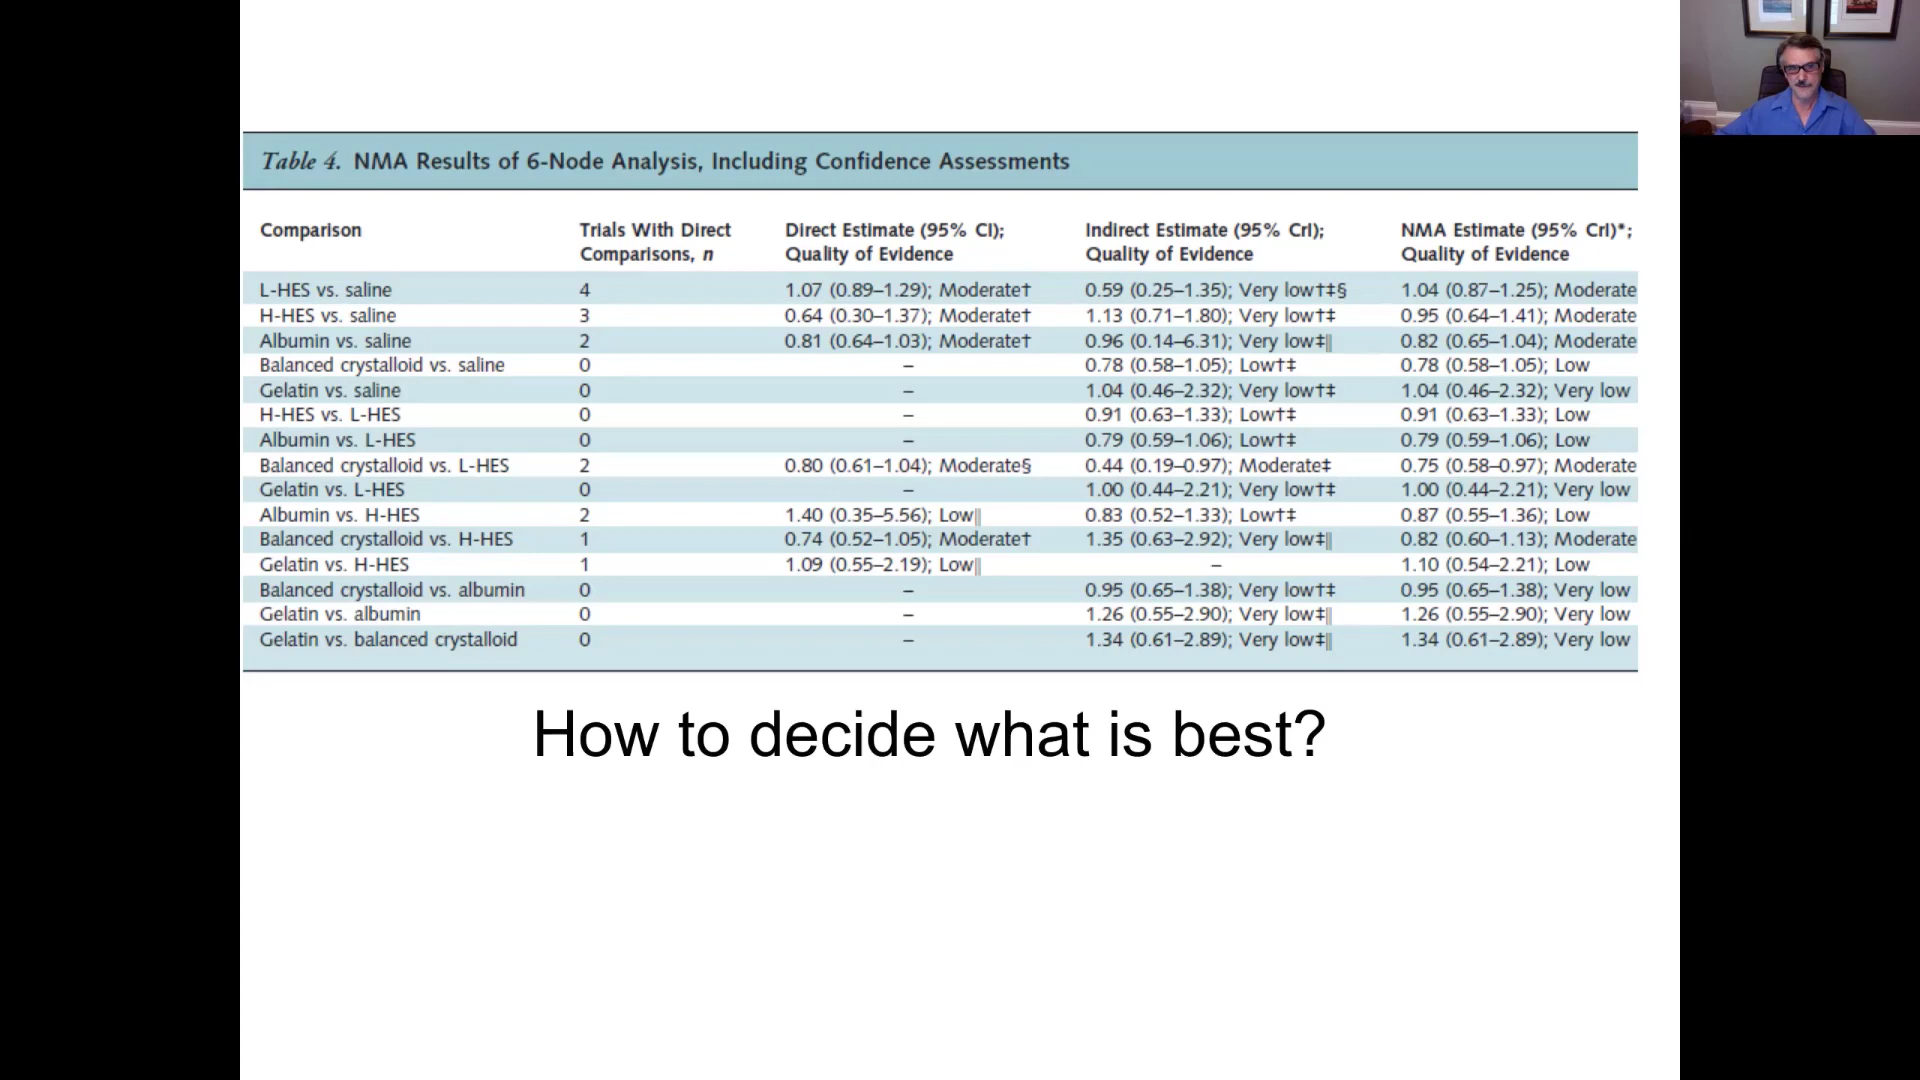 Table 4. NMA Results of 6-Node Analysis, Including Confidence Assessments
Comparison Trials With Direct Comparisons, n Direct Estimate (95% CI); Quality of Evidence Indirect Estimate (95% CrI); Quality of Evidence NMA Estimate (95% CrI)*; Quality of Evidence
L-HES vs. saline 4 1.07 (0.89–1.29); Moderate† 0.59 (0.25–1.35); Very low†‡§ 1.04 (0.87–1.25); Moderate
H-HES vs. saline 3 0.64 (0.30–1.37); Moderate† 1.13 (0.71–1.80); Very low†‡ 0.95 (0.64–1.41); Moderate
Albumin vs. saline 2 0.81 (0.64–1.03); Moderate† 0.96 (0.14–6.31); Very low‡‖ 0.82 (0.65–1.04); Moderate
Balanced crystalloid vs. saline 0 – 0.78 (0.58–1.05); Low†‡ 0.78 (0.58–1.05); Low
Gelatin vs. saline 0 – 1.04 (0.46–2.32); Very low†‡ 1.04 (0.46–2.32); Very low
H-HES vs. L-HES 0 – 0.91 (0.63–1.33); Low†‡ 0.91 (0.63–1.33); Low
Albumin vs. L-HES 0 – 0.79 (0.59–1.06); Low†‡ 0.79 (0.59–1.06); Low
Balanced crystalloid vs. L-HES 2 0.80 (0.61–1.04); Moderate§ 0.44 (0.19–0.97); Moderate‡ 0.75 (0.58–0.97); Moderate
Gelatin vs. L-HES 0 – 1.00 (0.44–2.21); Very low†‡ 1.00 (0.44–2.21); Very low
Albumin vs. H-HES 2 1.40 (0.35–5.56); Low‖ 0.83 (0.52–1.33); Low†‡ 0.87 (0.55–1.36); Low
Balanced crystalloid vs. H-HES 1 0.74 (0.52–1.05); Moderate† 1.35 (0.63–2.92); Very low‡‖ 0.82 (0.60–1.13); Moderate
Gelatin vs. H-HES 1 1.09 (0.55–2.19); Low‖ – 1.10 (0.54–2.21); Low
Balanced crystalloid vs. albumin 0 – 0.95 (0.65–1.38); Very low†‡ 0.95 (0.65–1.38); Very low
Gelatin vs. albumin 0 – 1.26 (0.55–2.90); Very low‡‖ 1.26 (0.55–2.90); Very low
Gelatin vs. balanced crystalloid 0 – 1.34 (0.61–2.89); Very low‡‖ 1.34 (0.61–2.89); Very low
How to decide what is best?